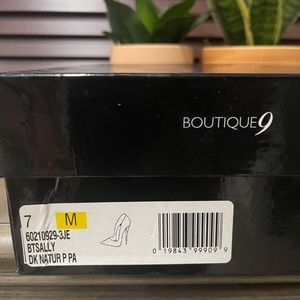 BOUTIQUE9
7 M
60210929-3JE
BTSALLY
DK NATUR P PA
0 19843 99909 9